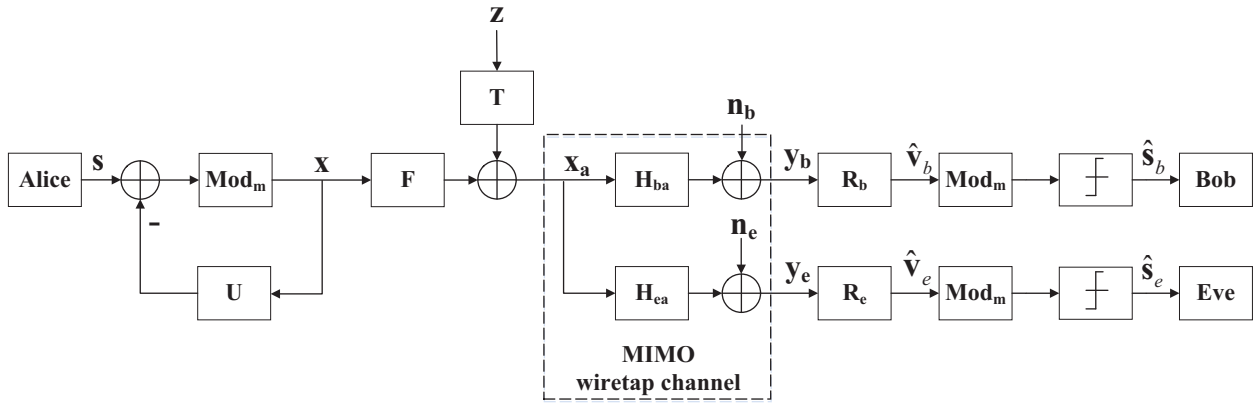 z
T
n_b
Alice
s
Mod_m
x
F
x_a
H_ba
y_b
R_b
v̂_b
Mod_m
ŝ_b
Bob
-
U
n_e
H_ea
y_e
R_e
v̂_e
Mod_m
ŝ_e
Eve
MIMO
wiretap channel